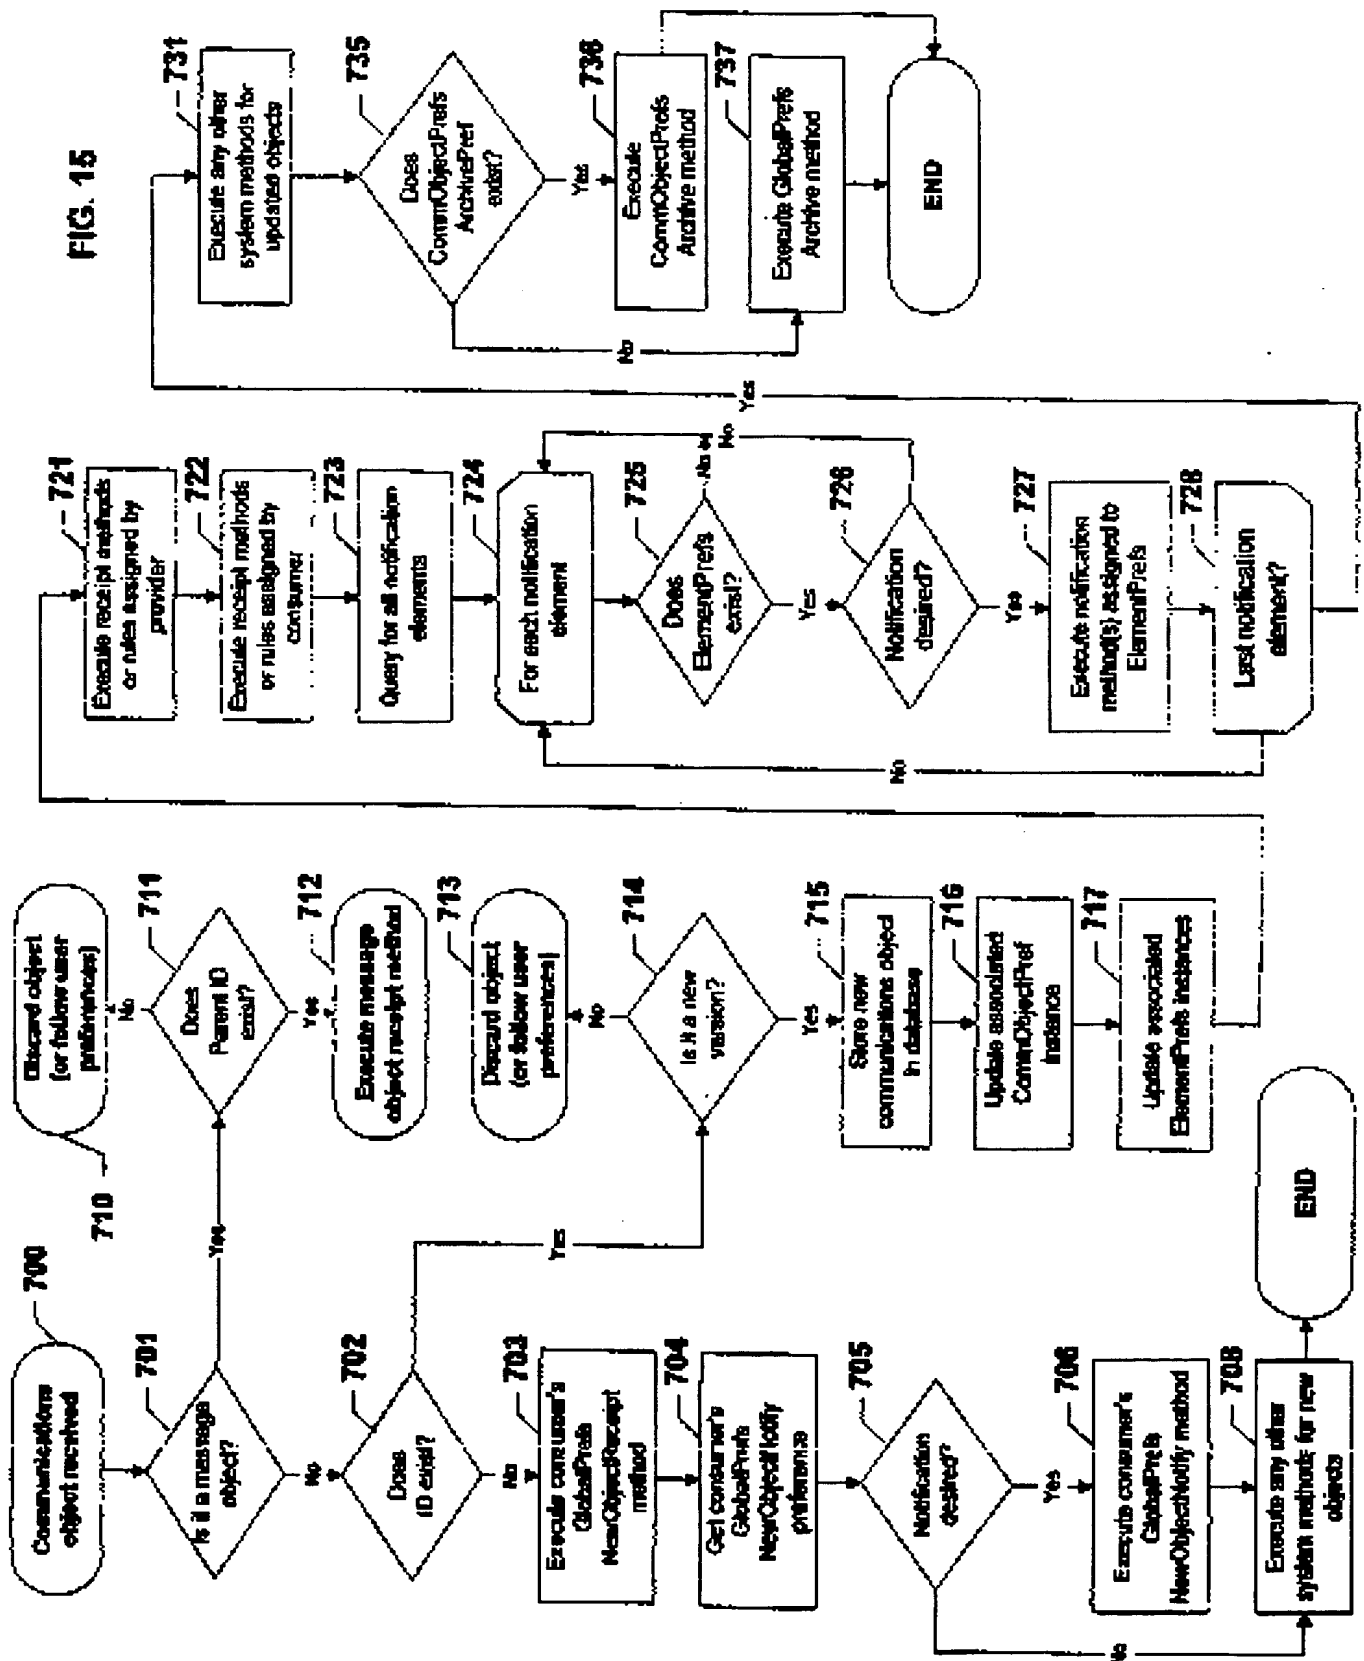 FIG. 15
700
Communications
object received
701
Is it a message
object?
Yes
No
702
Does
ID exist?
Yes
No
703
Execute consumer's
GlobalPrefs
NewObjectReceipt
method
704
Get consumer's
GlobalPrefs
NewObjectNotify
preference
705
Notification
desired?
Yes
No
706
Execute consumer's
GlobalPrefs
NewObjectNotify method
708
Execute any other
system methods for new
objects
END
710
Discard object
(or follow user
preferences)
No
711
Does
Parent ID
exist?
Yes
712
Execute message
object receipt method
713
Discard object
(or follow user
preferences)
No
714
Is it a new
version?
Yes
715
Store new
communications object
in database
716
Update associated
CommObjectPref
instance
717
Update associated
ElementPrefs instances
721
Execute receipt methods
or rules assigned by
provider
722
Execute receipt methods
or rules assigned by
consumer
723
Query for all notification
elements
724
For each notification
element
725
Does
ElementPrefs
exist?
No
Yes
726
Notification
desired?
No
Yes
727
Execute notification
method(s) assigned to
ElementPrefs
728
Last notification
element?
No
Yes
731
Execute any other
system methods for
updated objects
735
Does
CommObjectPrefs
ArchivePref
exist?
Yes
No
736
Execute
CommObjectPrefs
Archive method
737
Execute GlobalPrefs
Archive method
END